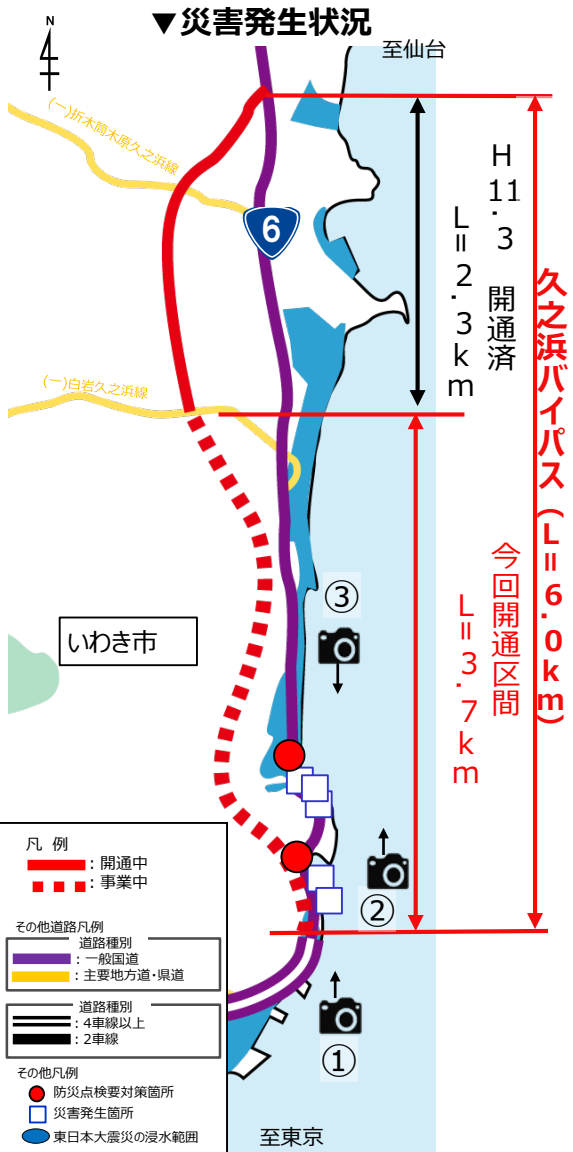 ▼災害発生状況
N
至仙台
(一)折木筒木原久之浜線
6
H11.3 開通済
L=2.3km
久之浜バイパス(L=6.0km)
(一)白岩久之浜線
今回開通区間
L=3.7km
③
いわき市
②
①
凡 例
：開通中
：事業中
その他道路凡例
道路種別
：一般国道
：主要地方道・県道
道路種別
：4車線以上
：2車線
その他凡例
防災点検要対策箇所
災害発生箇所
東日本大震災の浸水範囲
至東京